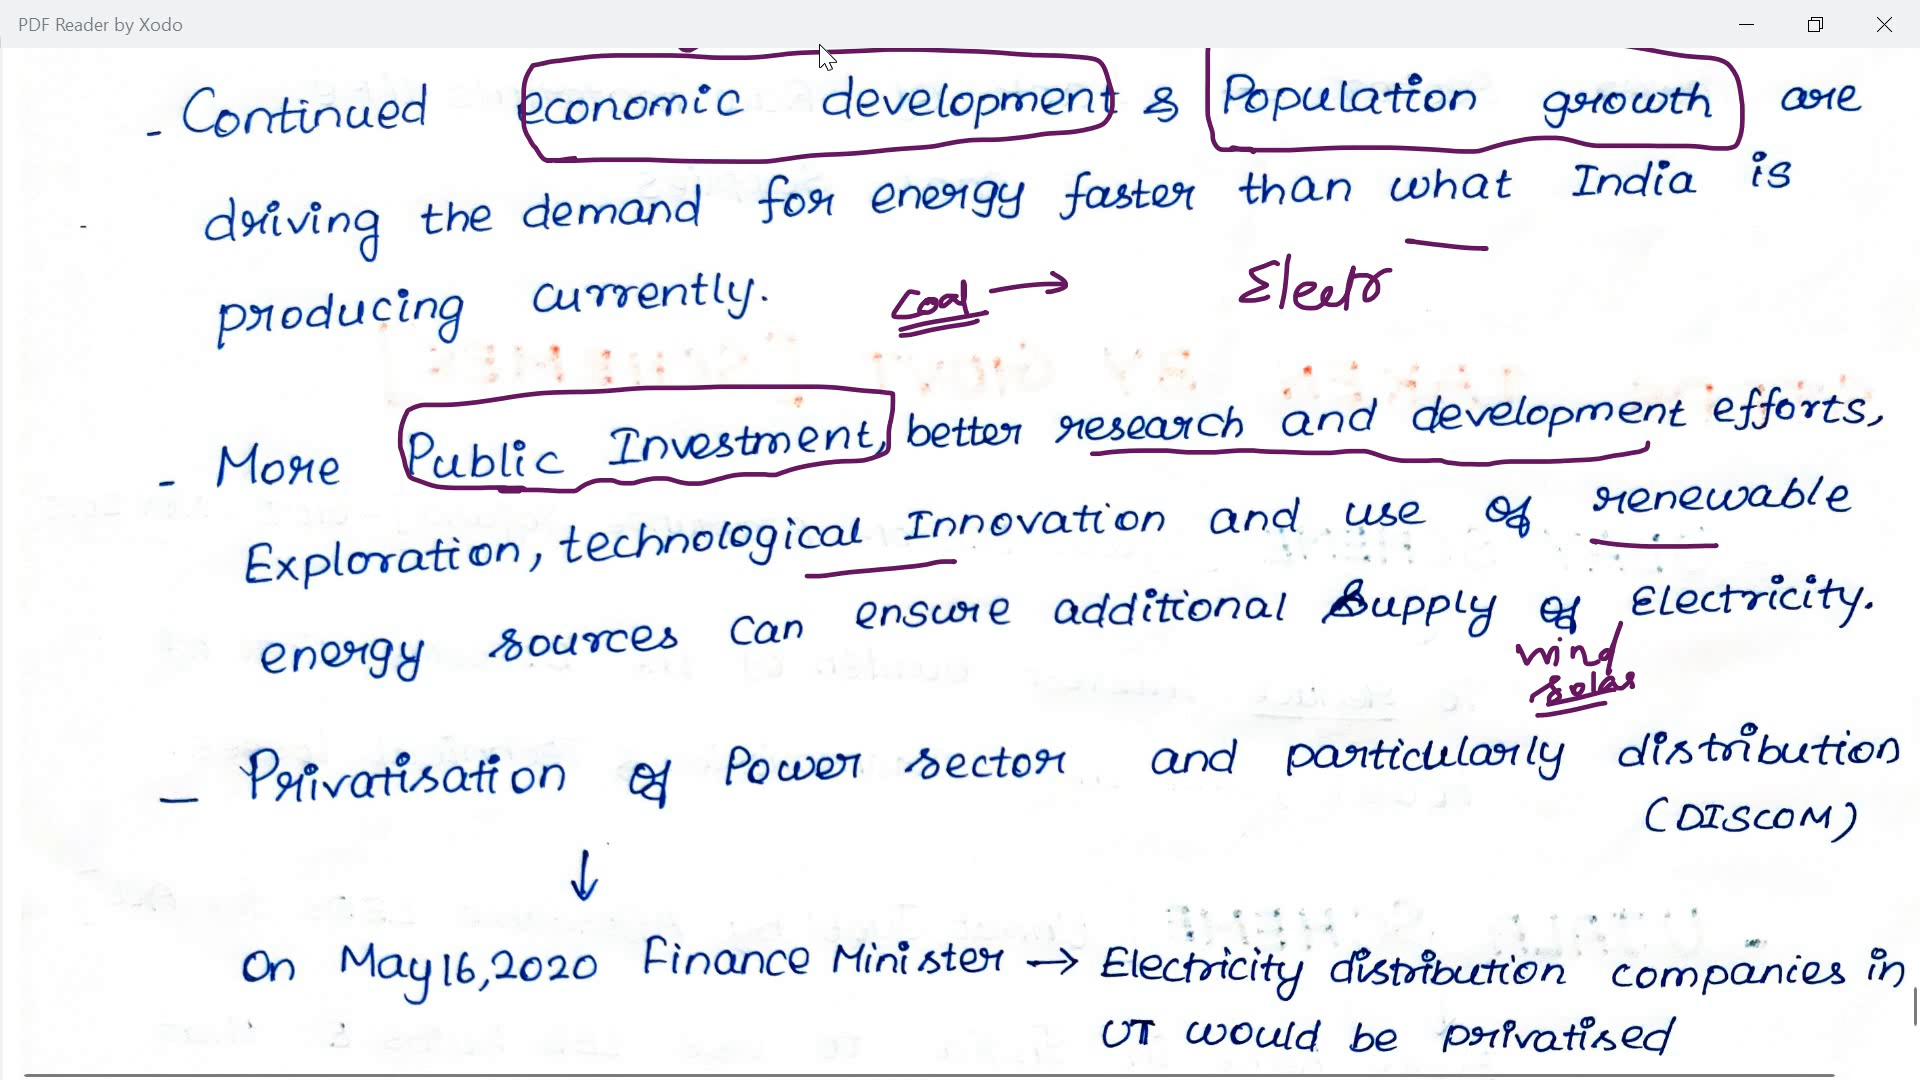 PDF Reader by Xodo
- Continued economic development & Population growth are
driving the demand for energy faster than what India is
producing currently.
coal → Electr
- More Public Investment, better research and development efforts,
Exploration, technological Innovation and use of renewable
energy sources can ensure additional supply of Electricity.
wind
solar
- Privatisation of Power sector and particularly distribution
(DISCOM)
↓
On May 16, 2020 Finance Minister → Electricity distribution companies in
UT would be privatised